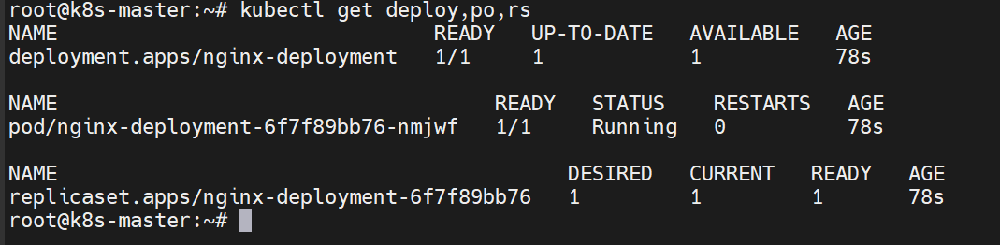 root@k8s-master:~# kubectl get deploy,po,rs
NAME                               READY   UP-TO-DATE   AVAILABLE   AGE
deployment.apps/nginx-deployment   1/1     1            1           78s

NAME                                    READY   STATUS    RESTARTS   AGE
pod/nginx-deployment-6f7f89bb76-nmjwf   1/1     Running   0          78s

NAME                                          DESIRED   CURRENT   READY   AGE
replicaset.apps/nginx-deployment-6f7f89bb76   1         1         1       78s
root@k8s-master:~#